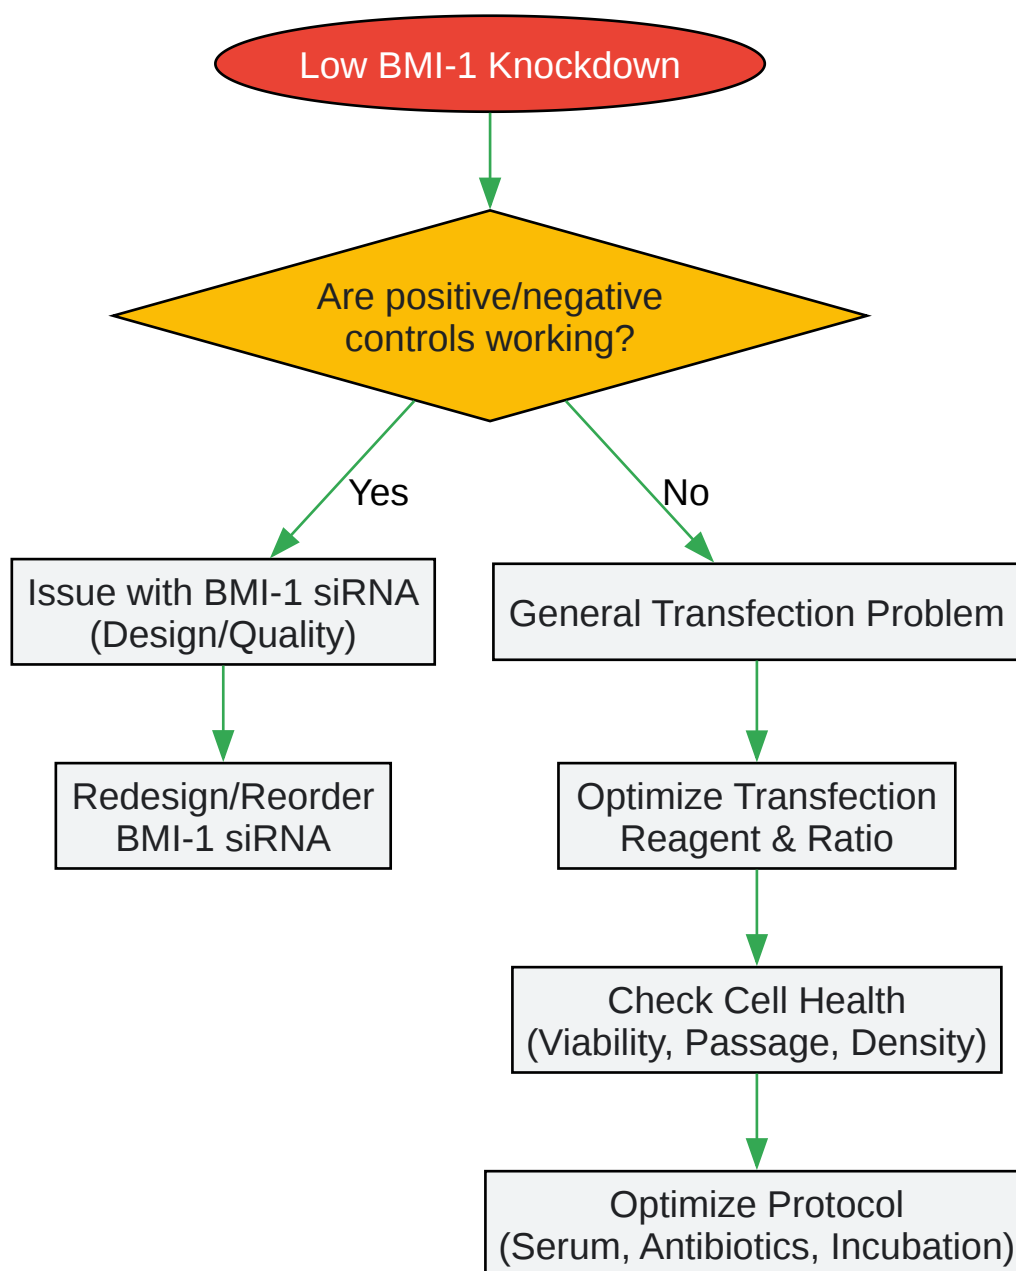 Low BMI-1 Knockdown
Are positive/negative
controls working?
Yes
No
Issue with BMI-1 siRNA
(Design/Quality)
General Transfection Problem
Redesign/Reorder
BMI-1 siRNA
Optimize Transfection
Reagent & Ratio
Check Cell Health
(Viability, Passage, Density)
Optimize Protocol
(Serum, Antibiotics, Incubation)